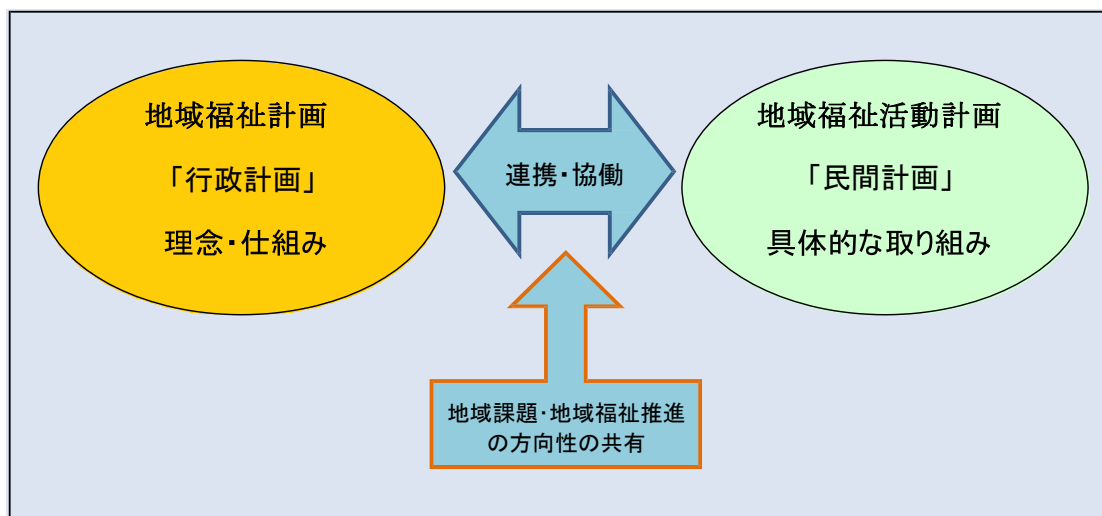 地域福祉計画
「行政計画」
理念・仕組み
連携・協働
地域福祉活動計画
「民間計画」
具体的な取り組み
地域課題・地域福祉推進
の方向性の共有